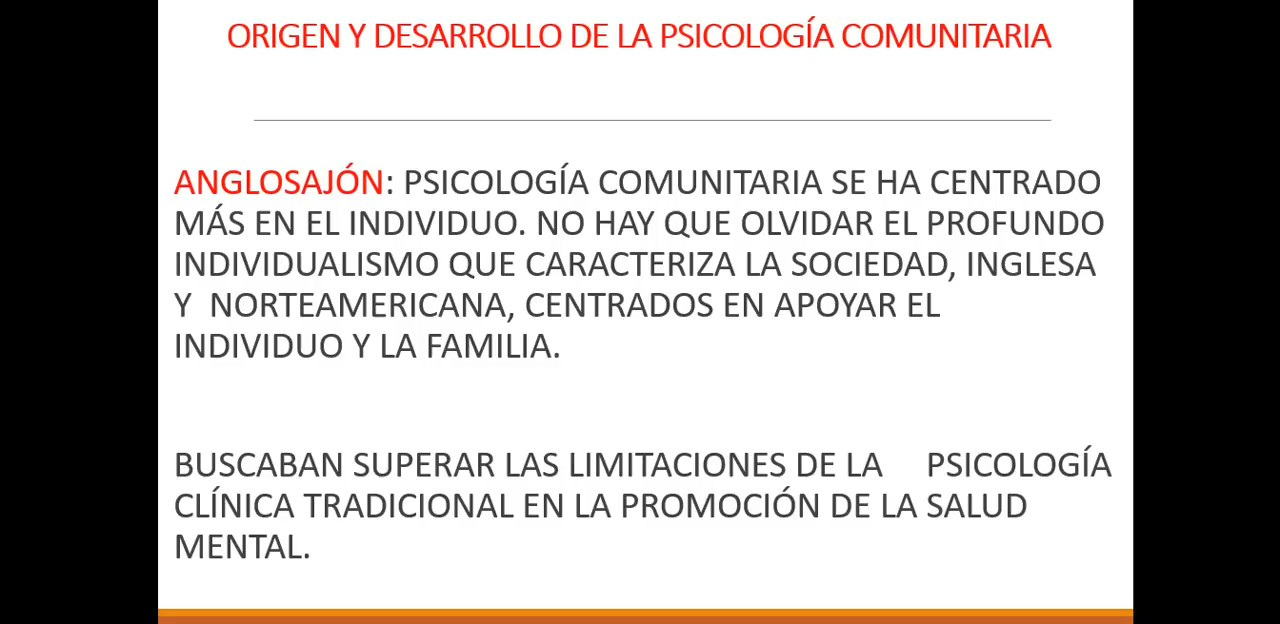 ORIGEN Y DESARROLLO DE LA PSICOLOGÍA COMUNITARIA
ANGLOSAJÓN: PSICOLOGÍA COMUNITARIA SE HA CENTRADO
MÁS EN EL INDIVIDUO. NO HAY QUE OLVIDAR EL PROFUNDO
INDIVIDUALISMO QUE CARACTERIZA LA SOCIEDAD, INGLESA
Y NORTEAMERICANA, CENTRADOS EN APOYAR EL
INDIVIDUO Y LA FAMILIA.
BUSCABAN SUPERAR LAS LIMITACIONES DE LA PSICOLOGÍA
CLÍNICA TRADICIONAL EN LA PROMOCIÓN DE LA SALUD
MENTAL.